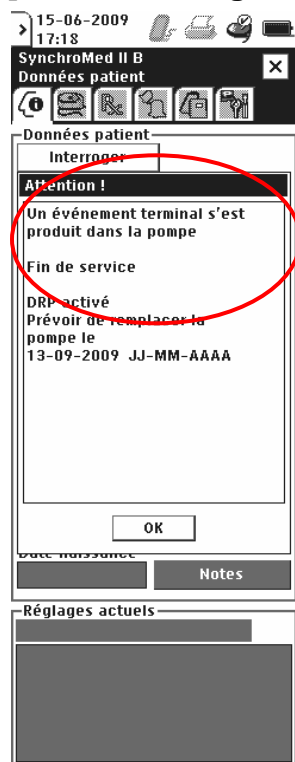 15-06-2009
17:18
SynchroMed II B
Données patient
Données patient
Interroger
Attention !
Un événement terminal s'est
produit dans la pompe
Fin de service
DRP activé
Prévoir de remplacer la
pompe le
13-09-2009 JJ-MM-AAAA
OK
Date naissance
Notes
Réglages actuels